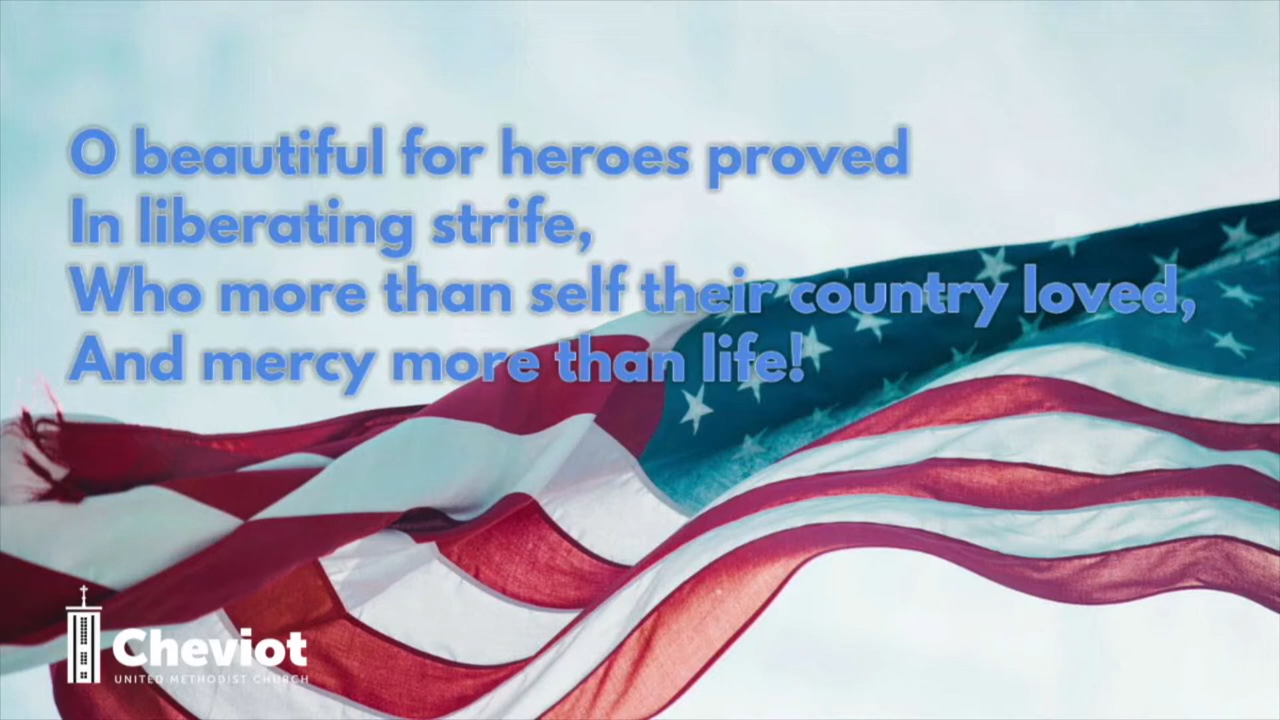 O beautiful for heroes proved
In liberating strife,
Who more than self their country loved,
And mercy more than life!
Cheviot
UNITED METHODIST CHURCH